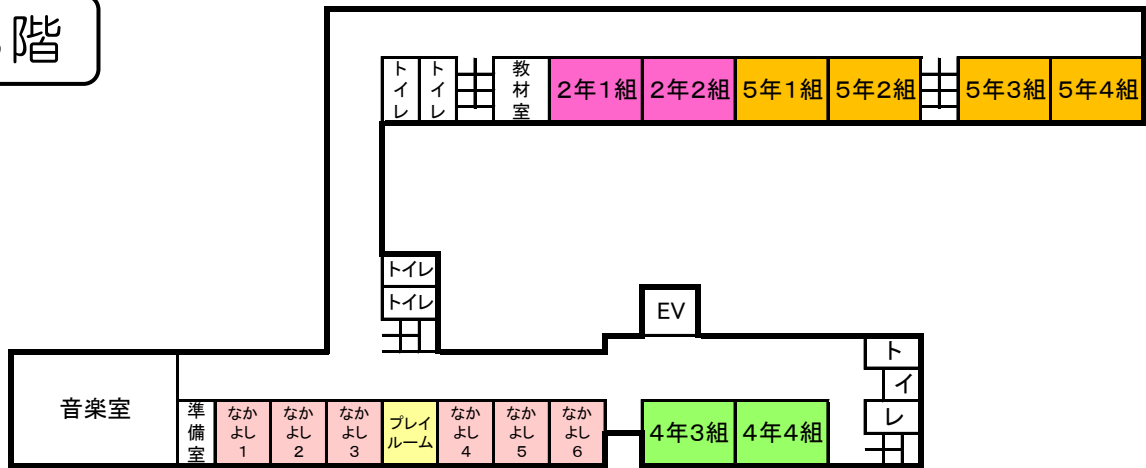 階
トイレ
トイレ
教材室
2年1組
2年2組
5年1組
5年2組
5年3組
5年4組
トイレ
トイレ
EV
トイレ
音楽室
準備室
なかよし1
なかよし2
なかよし3
プレイ
ルーム
なかよし4
なかよし5
なかよし6
4年3組
4年4組